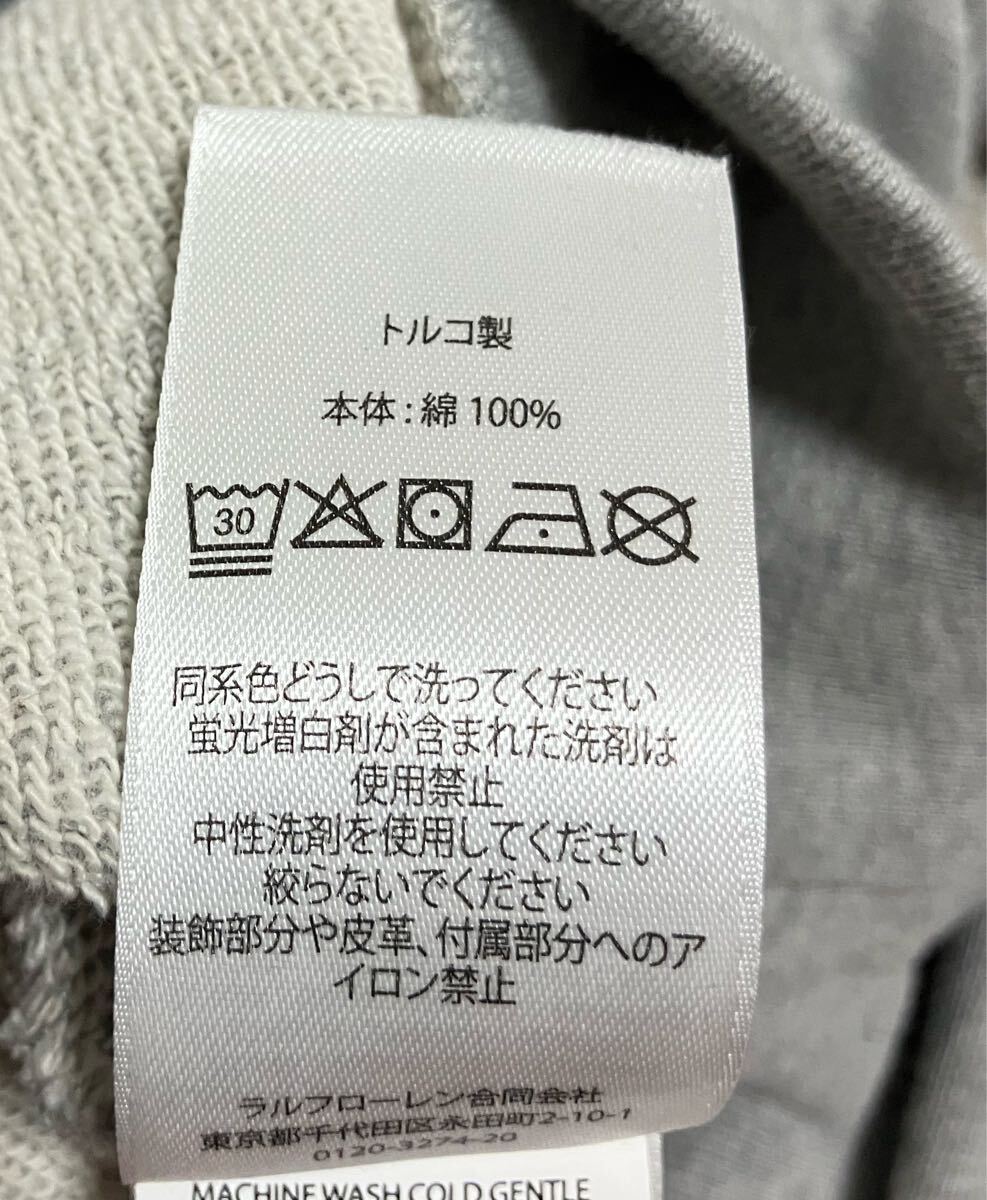 トルコ製
本体 : 綿 100%
30
同系色どうしで洗ってください
蛍光増白剤が含まれた洗剤は
使用禁止
中性洗剤を使用してください
絞らないでください
装飾部分や皮革、付属部分へのア
イロン禁止
ラルフローレン合同会社
東京都千代田区永田町2-10-1
0120-3274-20
MACHINE WASH COLD GENTLE